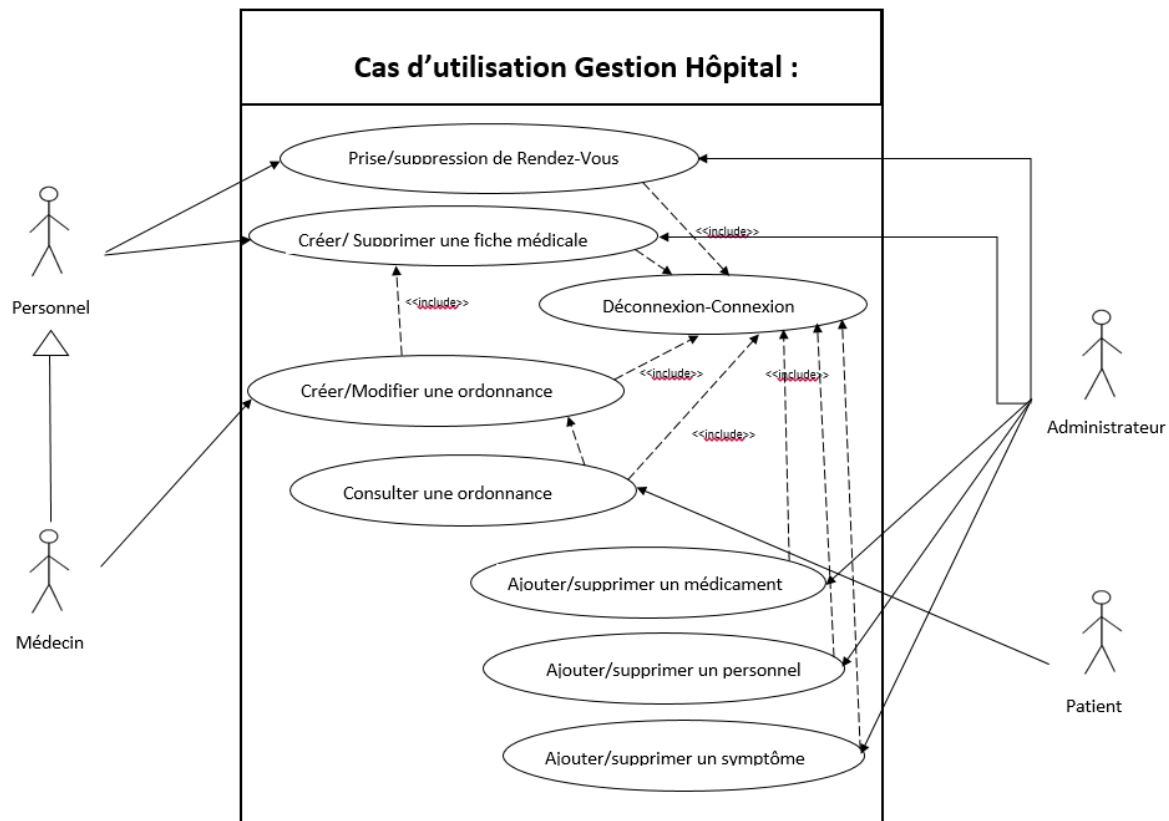 Cas d'utilisation Gestion Hôpital :
Prise/suppression de Rendez-Vous
Créer/ Supprimer une fiche médicale
<<include>>
Personnel
<<include>>
Déconnexion-Connexion
Créer/Modifier une ordonnance
<<include>>
<<include>>
Administrateur
<<include>>
Consulter une ordonnance
Ajouter/supprimer un médicament
Médecin
Ajouter/supprimer un personnel
Patient
Ajouter/supprimer un symptôme